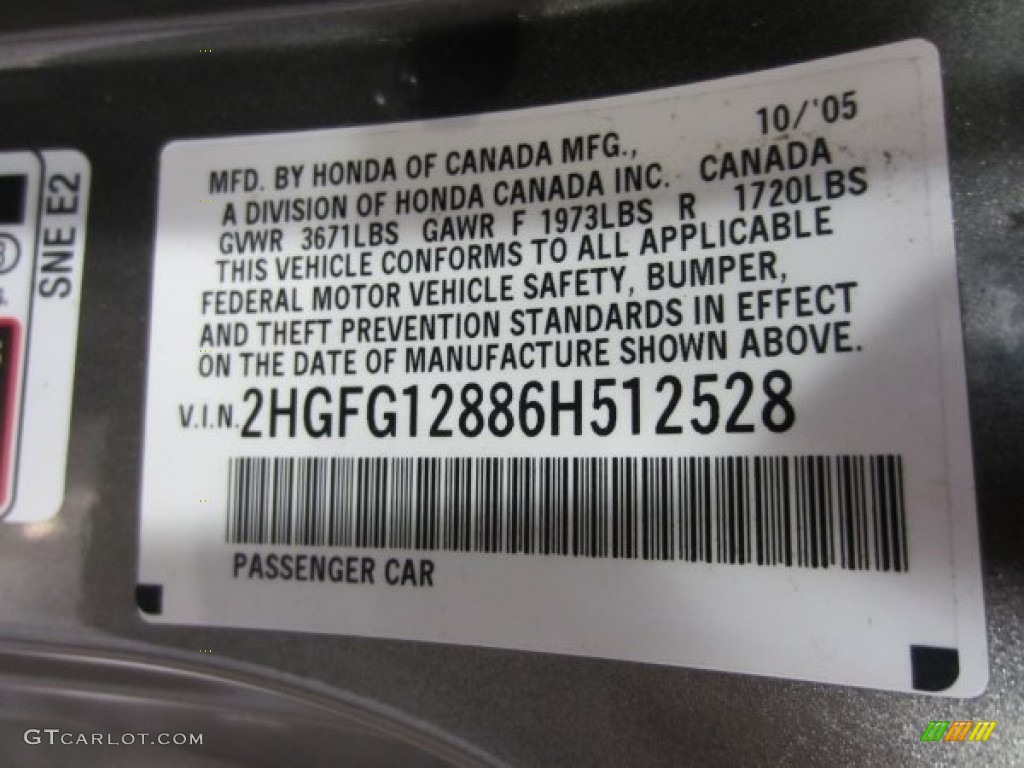 10/'05
MFD. BY HONDA OF CANADA MFG.,
A DIVISION OF HONDA CANADA INC. CANADA
GVWR 3671LBS GAWR F 1973LBS R 1720LBS
THIS VEHICLE CONFORMS TO ALL APPLICABLE
FEDERAL MOTOR VEHICLE SAFETY, BUMPER,
AND THEFT PREVENTION STANDARDS IN EFFECT
ON THE DATE OF MANUFACTURE SHOWN ABOVE.
V.I.N. 2HGFG12886H512528
PASSENGER CAR
SNE E2
GTCARLOT.COM